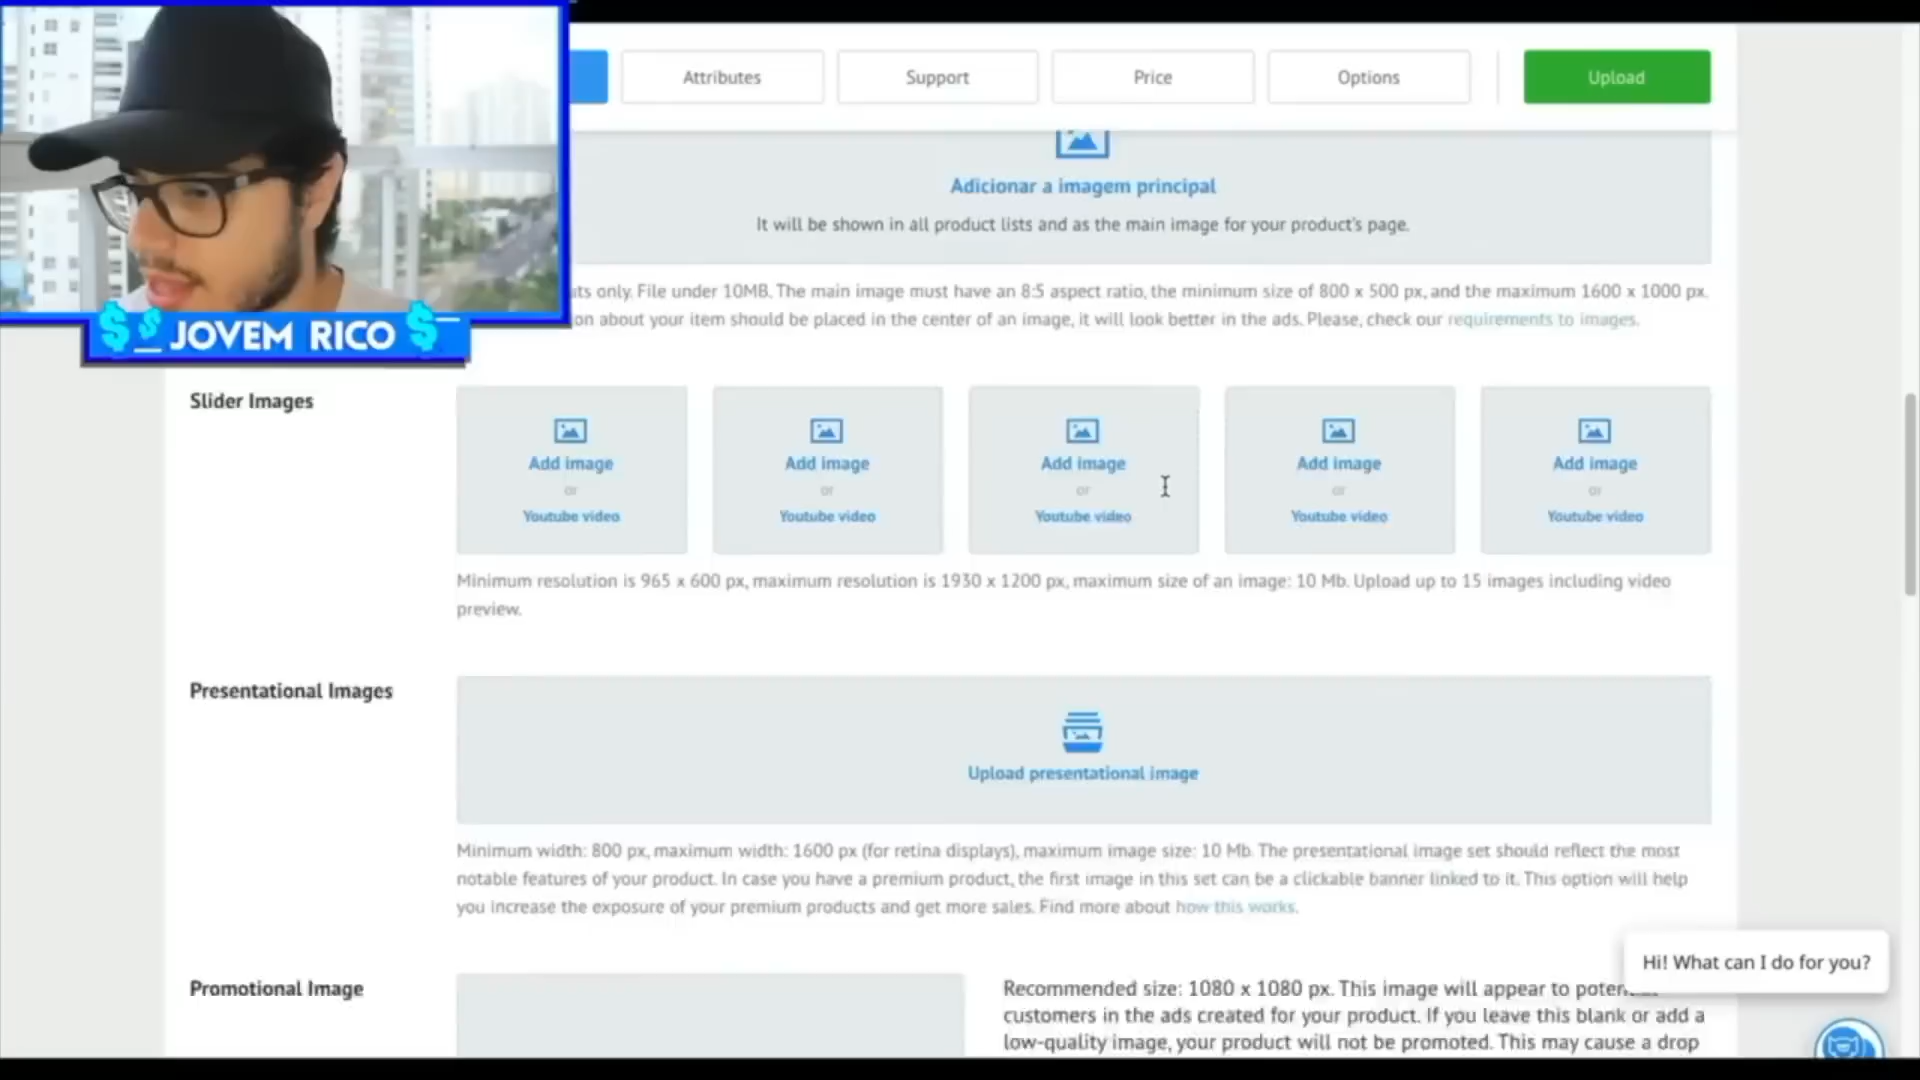 Attributes
Support
Price
Options
Upload
Adicionar a imagem principal
It will be shown in all product lists and as the main image for your product's page.
only. File under 10MB. The main image must have an 8:5 aspect ratio, the minimum size of 800 x 500 px, and the maximum 1600 x 1000 px.
about your item should be placed in the center of an image, it will look better in the ads. Please, check our requirements to images.
$ $_JOVEM RICO $_
Slider Images
Add image
or
Youtube video
Add image
or
Youtube video
Add image
or
Youtube video
Add image
or
Youtube video
Add image
or
Youtube video
Minimum resolution is 965 x 600 px, maximum resolution is 1930 x 1200 px, maximum size of an image: 10 Mb. Upload up to 15 images including video
preview.
Presentational Images
Upload presentational image
Minimum width: 800 px, maximum width: 1600 px (for retina displays), maximum image size: 10 Mb. The presentational image set should reflect the most
notable features of your product. In case you have a premium product, the first image in this set can be a clickable banner linked to it. This option will help
you increase the exposure of your premium products and get more sales. Find more about how this works.
Hi! What can I do for you?
Promotional Image
Recommended size: 1080 x 1080 px. This image will appear to
customers in the ads created for your product. If you leave this blank or add a
low-quality image, your product will not be promoted. This may cause a drop